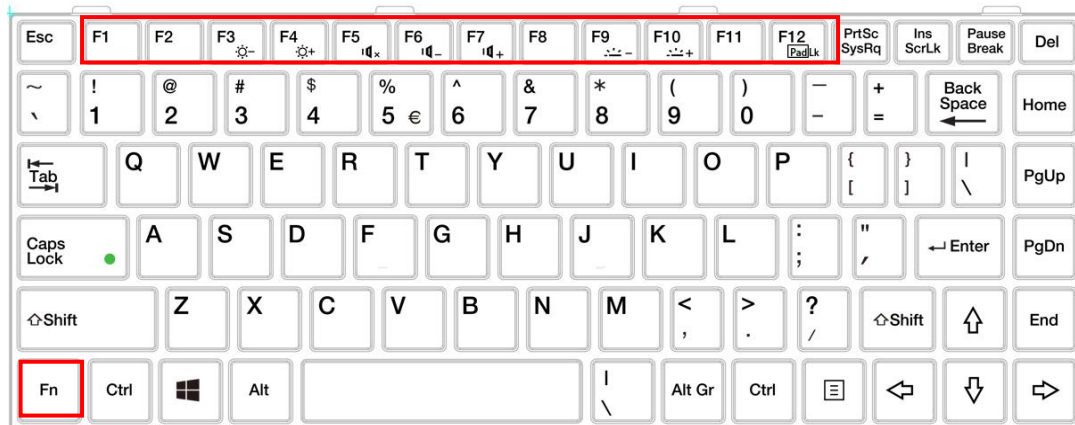 Esc F1 F2 F3 F4 F5 F6 F7 F8 F9 F10 F11 F12 PrtSc Ins Pause Del
- + x - + - + PadLk SysRq ScrLk Break
~ ! @ # $ % ^ & * ( ) — + Back Home
` 1 2 3 4 5 € 6 7 8 9 0 – = Space
Tab Q W E R T Y U I O P { } | PgUp
[ ] \
Caps A S D F G H J K L : " Enter PgDn
Lock ; ,
Shift Z X C V B N M < > ? Shift End
, . /
Fn Ctrl Alt | Alt Gr Ctrl
\